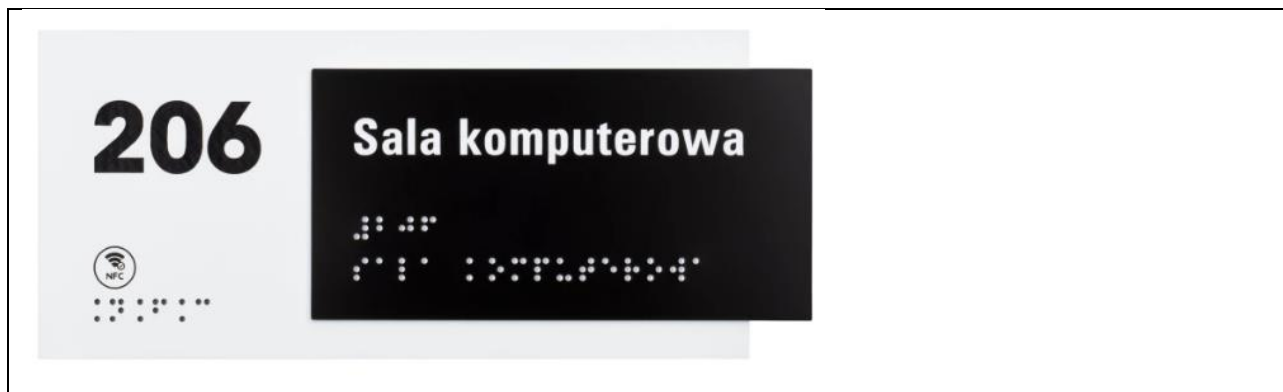 206
NFC
⠨⠝⠨⠋⠨⠉
Sala komputerowa
⠼⠃⠚⠋
⠎⠁⠇⠁ ⠅⠕⠍⠏⠥⠞⠑⠗⠕⠺⠁